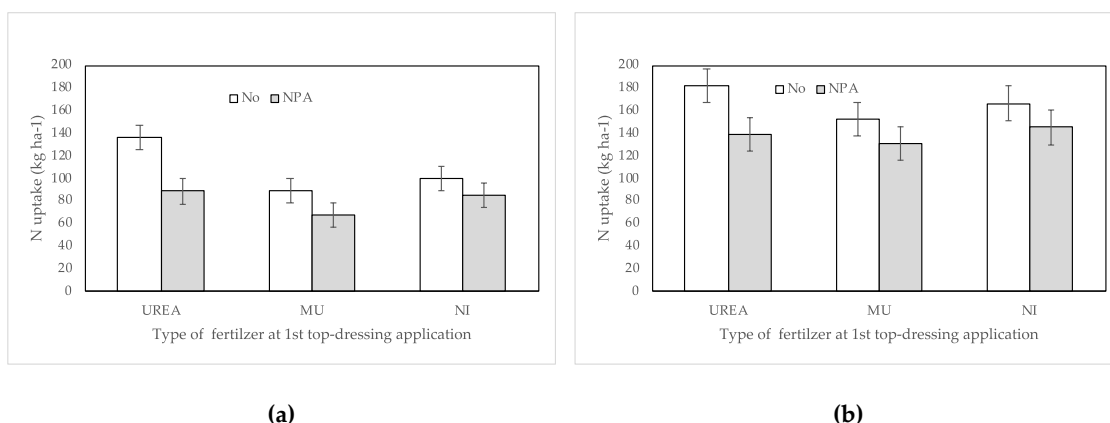 200
180
160
140
120
100
80
60
40
20
0
N uptake (kg ha-1)
No NPA
UREA MU NI
Type of fertilzer at 1st top-dressing application
(a)
200
180
160
140
120
100
80
60
40
20
0
N uptake (kg ha-1)
No NPA
UREA MU NI
Type of fertilzer at 1st top-dressing application
(b)